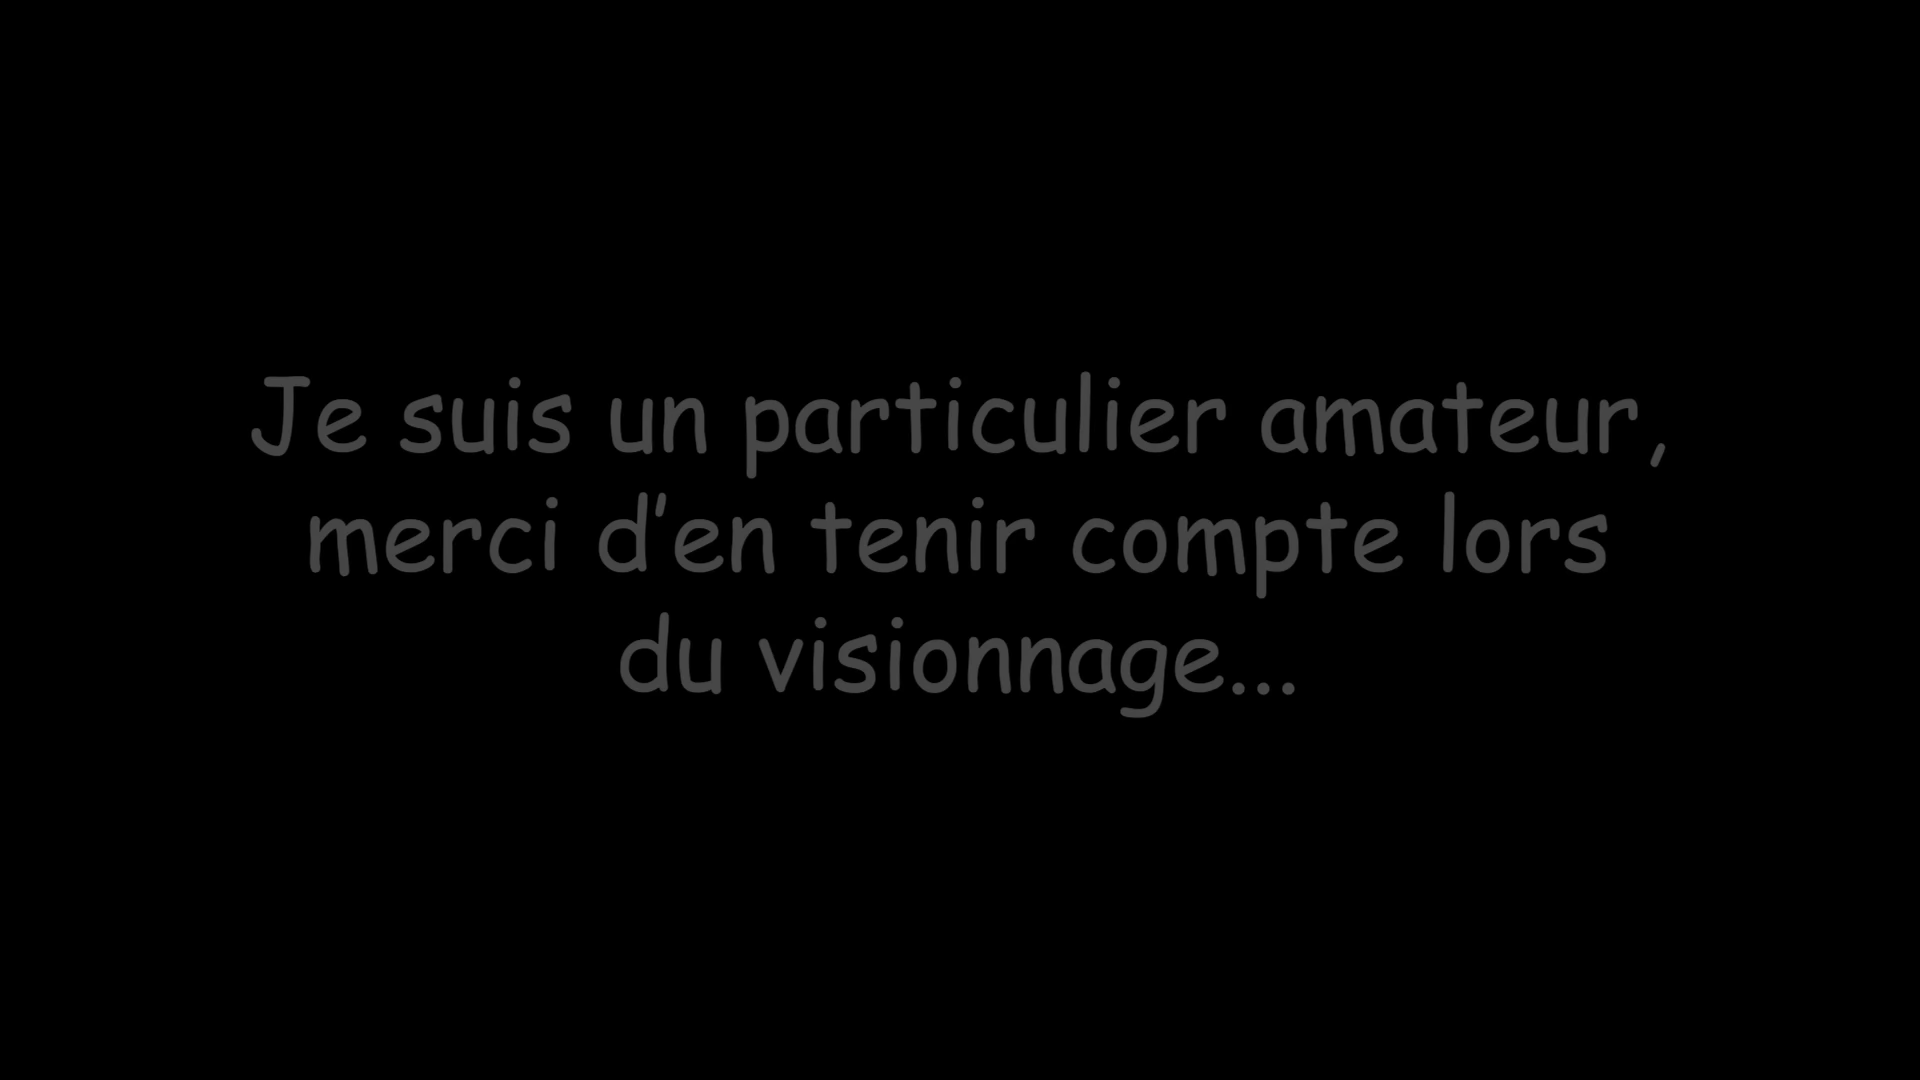 Je suis un particulier amateur,
merci d’en tenir compte lors
du visionnage...